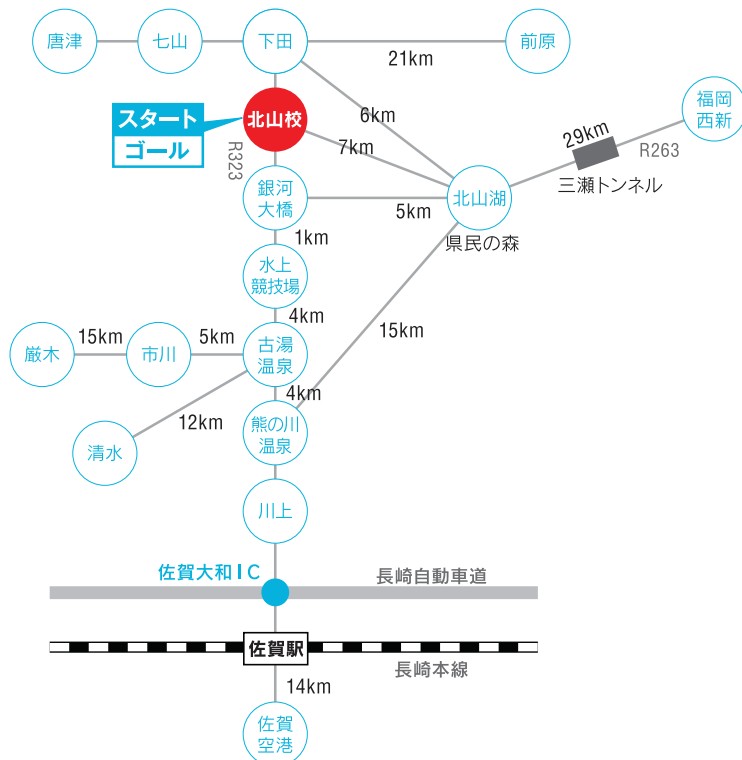 唐津
七山
下田
前原
21km
福岡
西新
スタート
ゴール
北山校
6km
7km
29km
R263
三瀬トンネル
R323
銀河
大橋
5km
北山湖
県民の森
1km
水上
競技場
4km
15km
15km
5km
厳木
市川
古湯
温泉
4km
12km
熊の川
温泉
清水
川上
佐賀大和IC
長崎自動車道
佐賀駅
長崎本線
14km
佐賀
空港